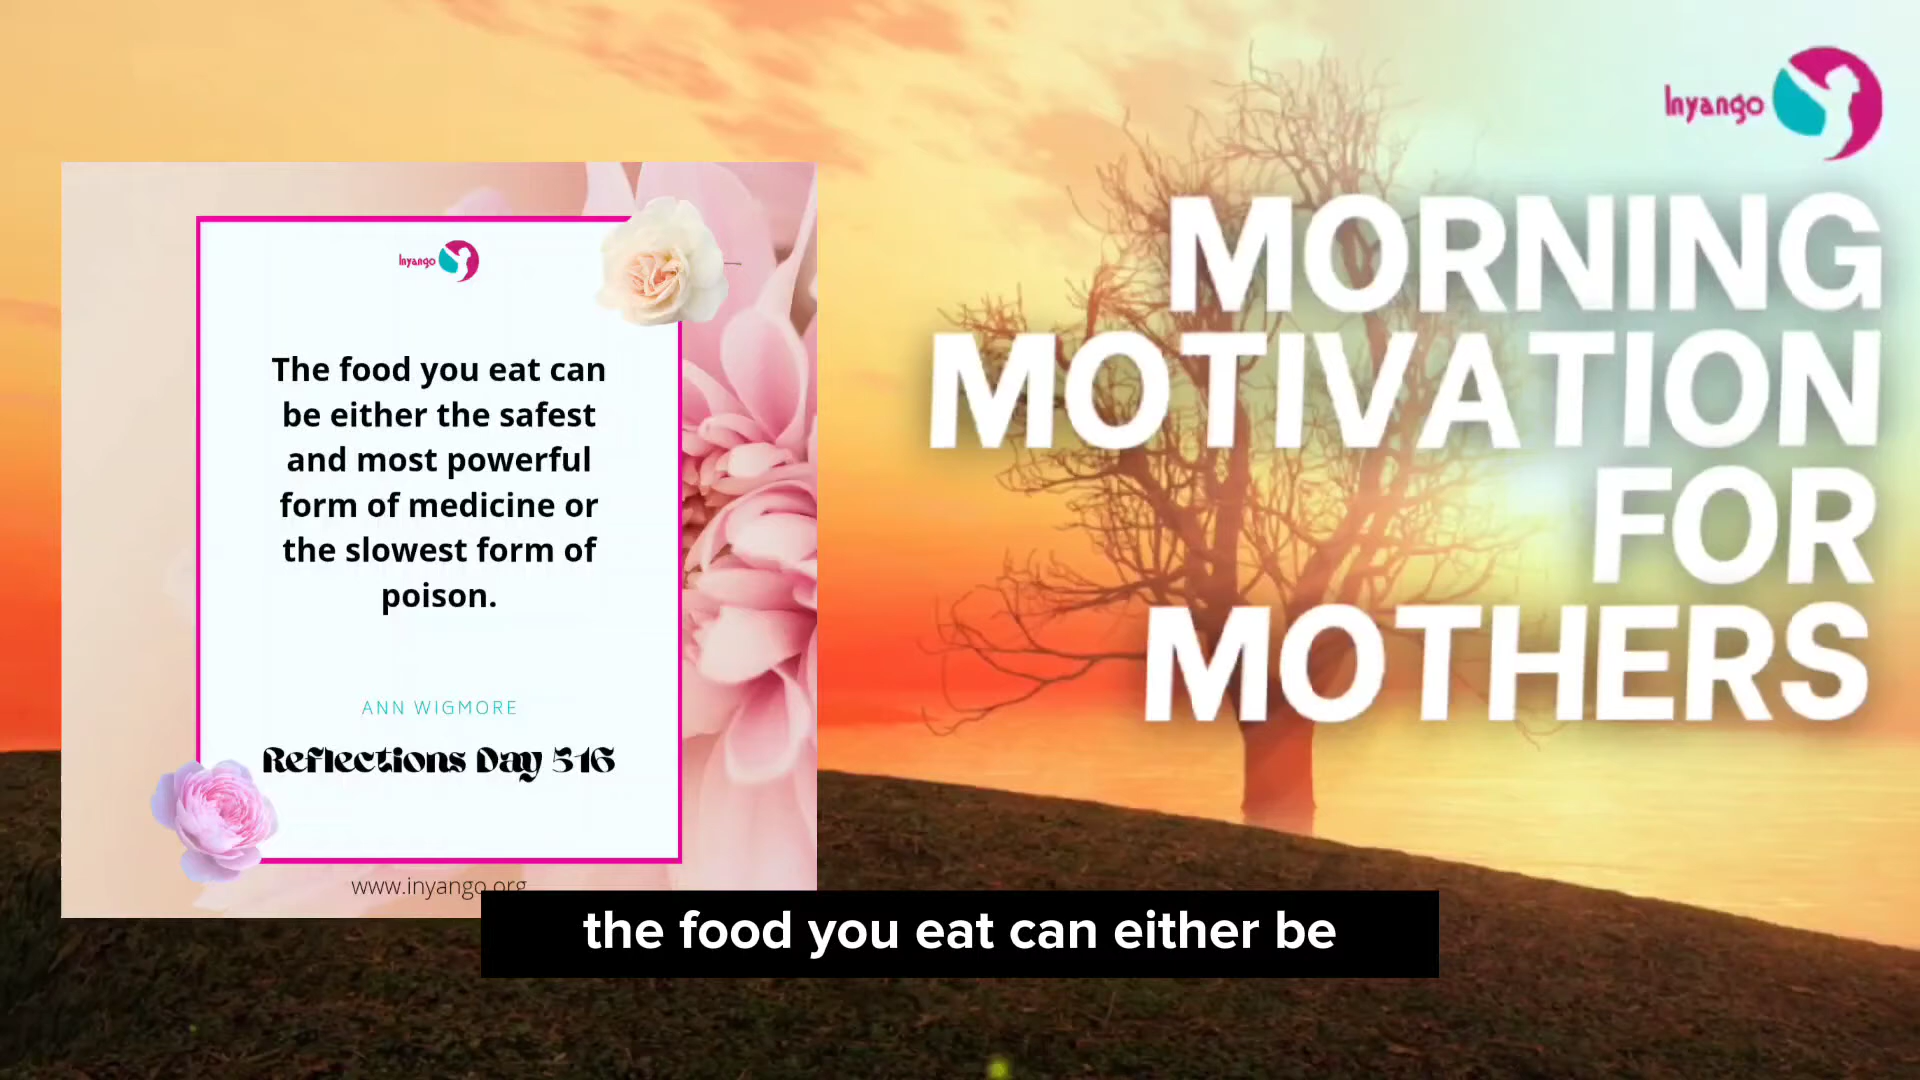 Inyango
The food you eat can
be either the safest
and most powerful
form of medicine or
the slowest form of
poison.
ANN WIGMORE
Reflections Day 516
www.inyango.org
Inyango
MORNING
MOTIVATION
FOR
MOTHERS
the food you eat can either be